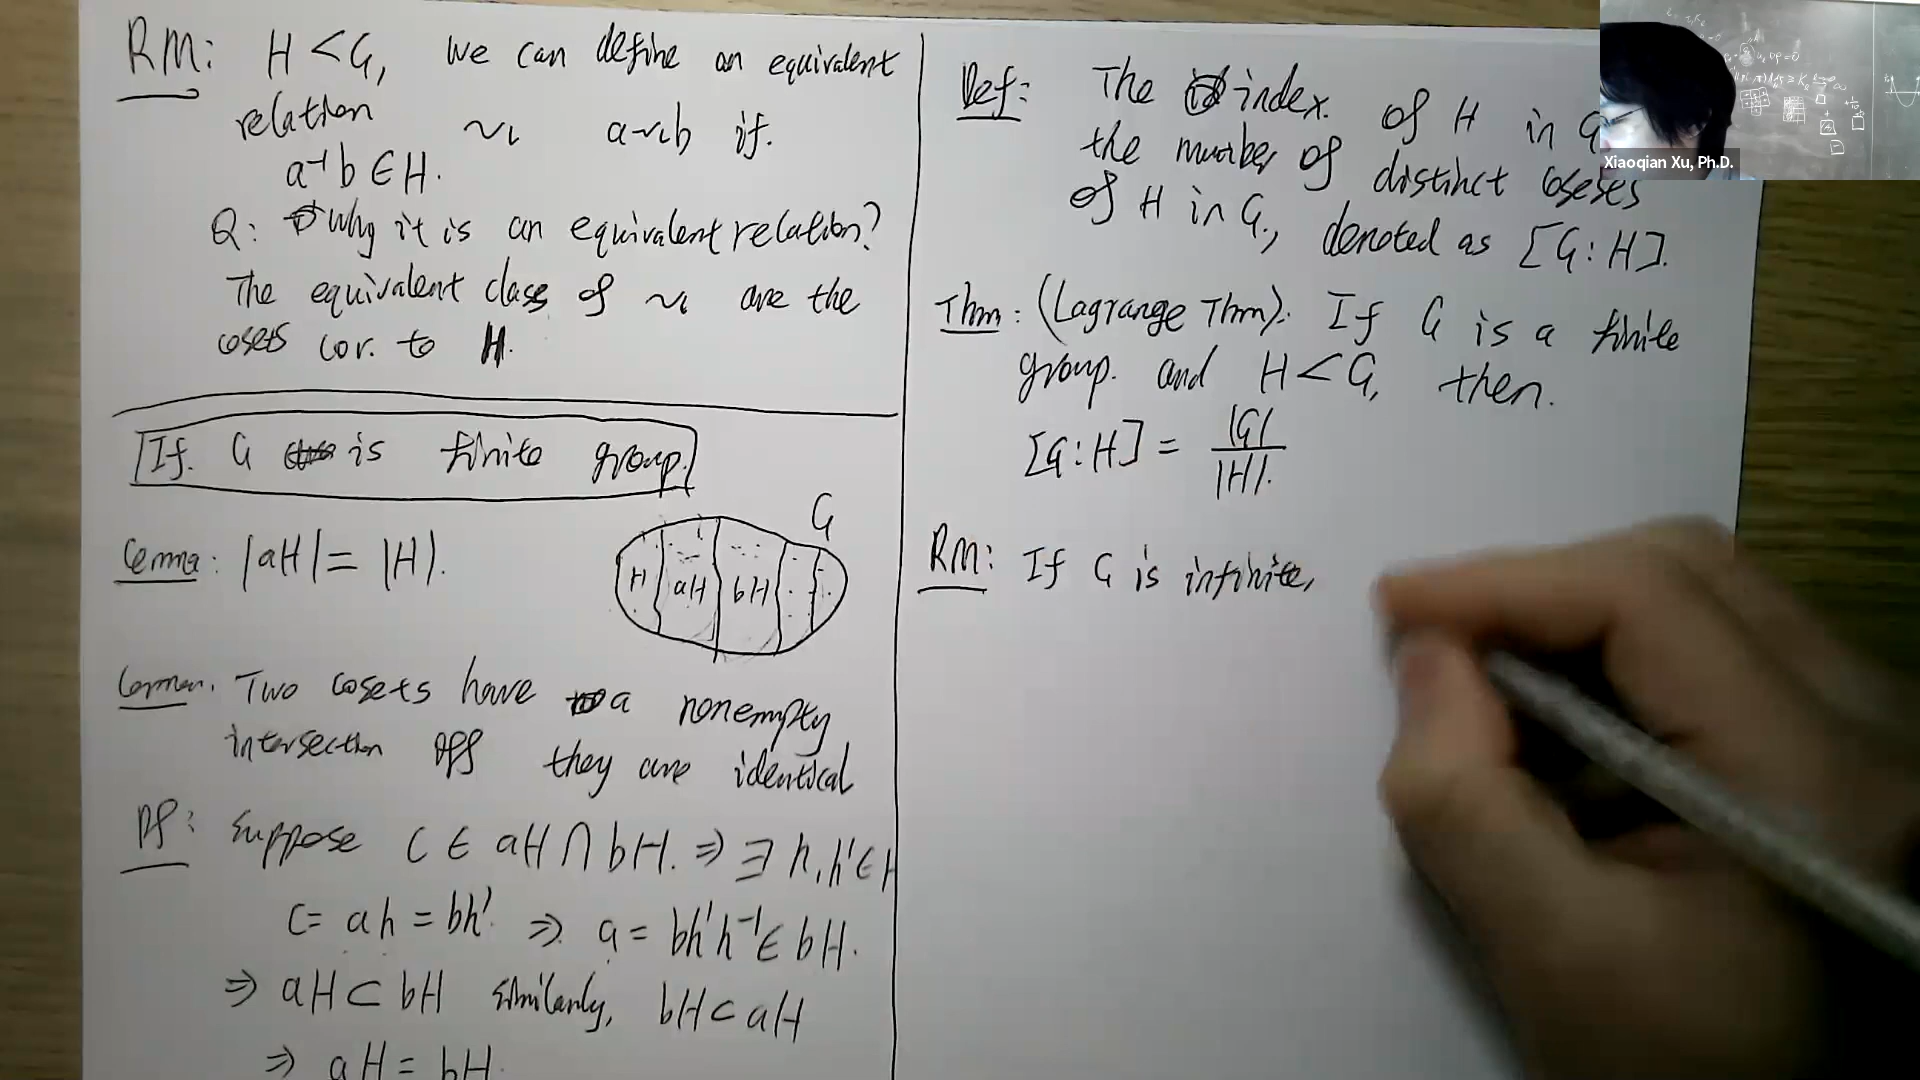 RM: H < G, we can define an equivalent
relation ~L a ~L b if.
a⁻¹b ∈ H.
Q: Why it is an equivalent relation?
The equivalent class of ~L are the
cosets cor. to H.
If G is finite group.
Lemma: |aH| = |H|.
G
H aH bH
Two cosets have a nonempty
intersection iff they are identical
Pf: Suppose C ∈ aH ∩ bH. ⇒ ∃ h, h' ∈ H
C = ah = bh' ⇒ a = bh'h⁻¹ ∈ bH.
⇒ aH ⊂ bH similarly, bH ⊂ aH
⇒ aH = bH
Def: The index of H in G
the number of distinct coseses
of H in G, denoted as [G:H].
Thm: (Lagrange Thm). If G is a finite
group. and H < G, then.
[G:H] = |G| / |H|.
RM: If G is infinite,
Xiaoqian Xu, Ph.D.